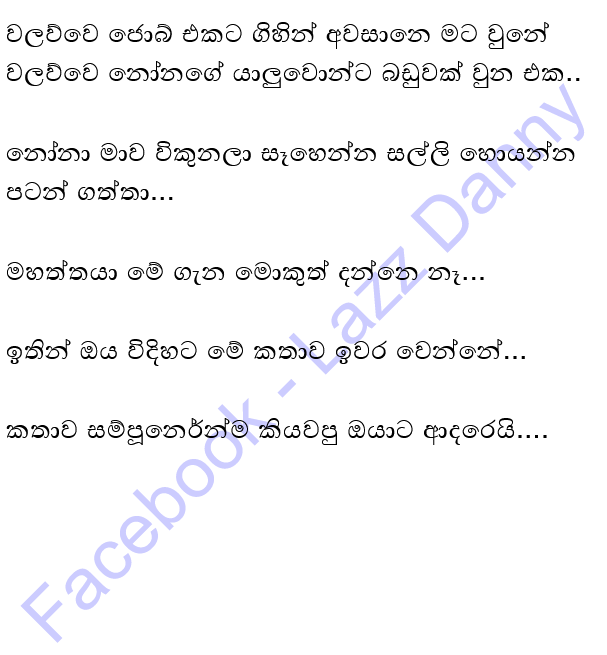 වලව්වෙ ජොබ් එකට ගිහින් අවසානෙ මට වුනේ
වලව්වෙ නෝනගේ යාලුවොන්ට බඩුවක් වුන එක..
නෝනා මාව විකුනලා සෑහෙන්න සල්ලි හොයන්න
පටන් ගත්තා...
මහත්තයා මේ ගැන මොකුත් දන්නෙ නෑ...
ඉතින් ඔය විදිහට මේ කතාව ඉවර වෙන්නේ...
කතාව සම්පූනෙර්න්ම කියවපු ඔයාට ආදරෙයි....
Facebook - Lazz Danny